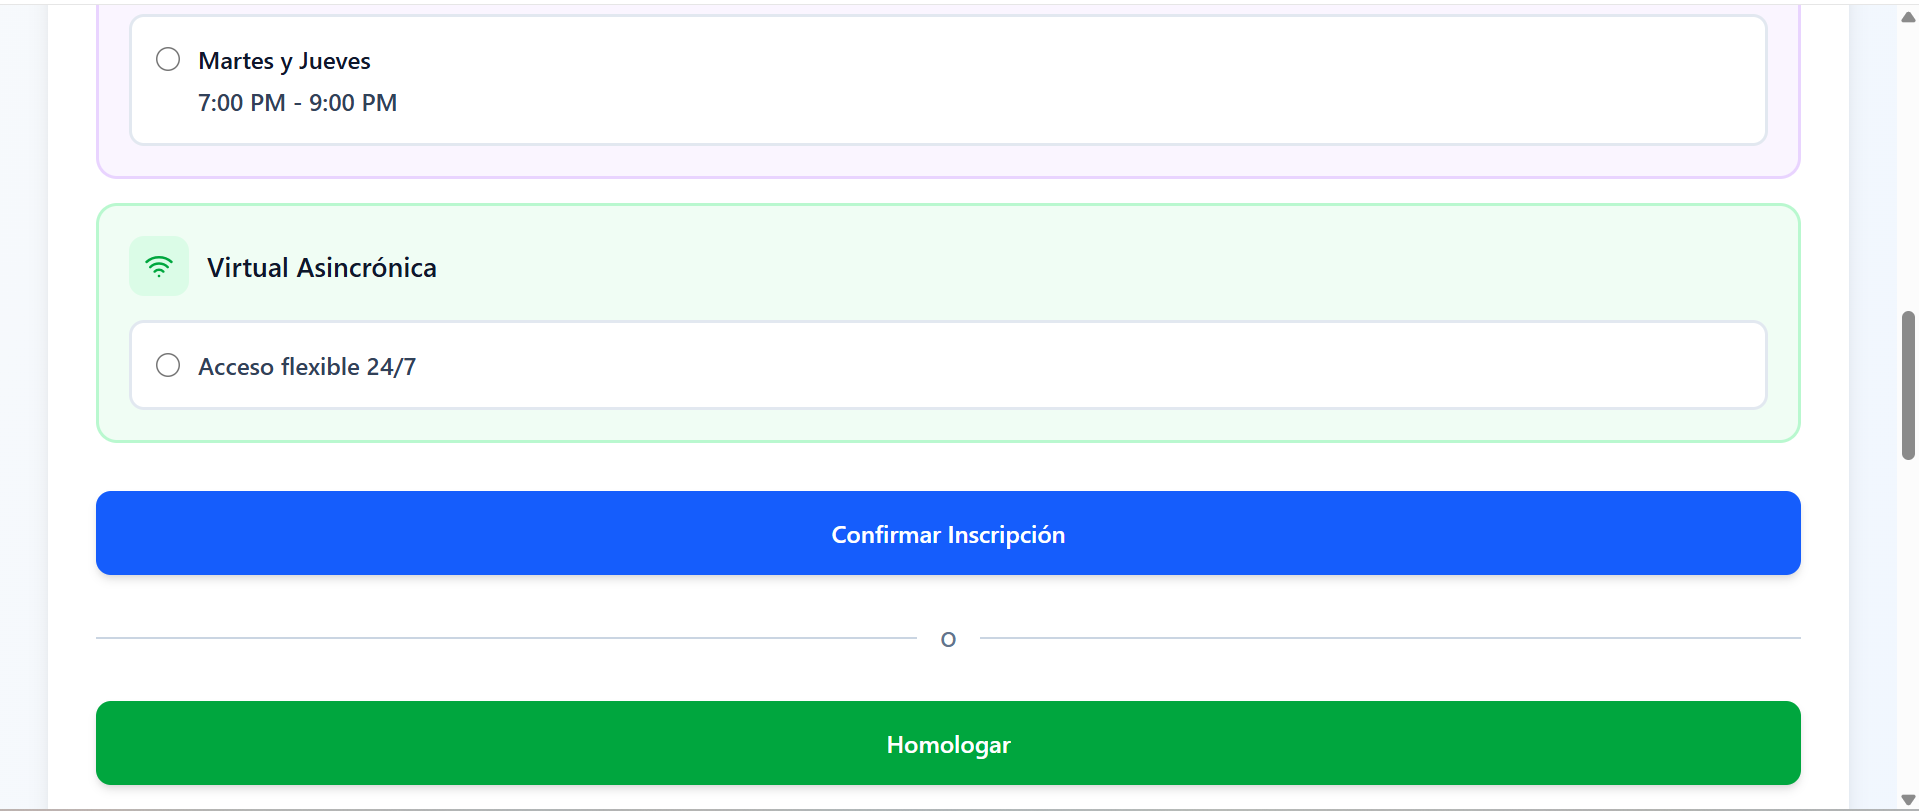 Martes y Jueves
7:00 PM - 9:00 PM
Virtual Asincrónica
Acceso flexible 24/7
Confirmar Inscripción
O
Homologar